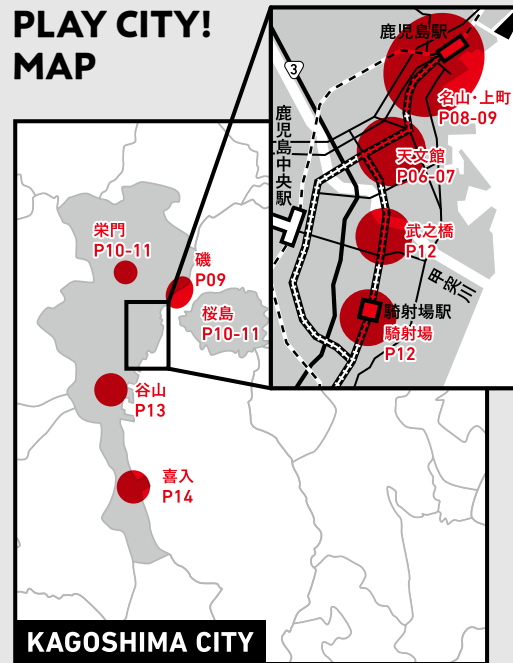 PLAY CITY!
MAP
鹿児島駅
3
名山・上町
P08-09
鹿児島中央駅
天文館
P06-07
武之橋
P12
甲突川
騎射場駅
騎射場
P12
栄門
P10-11
磯
P09
桜島
P10-11
谷山
P13
喜入
P14
KAGOSHIMA CITY